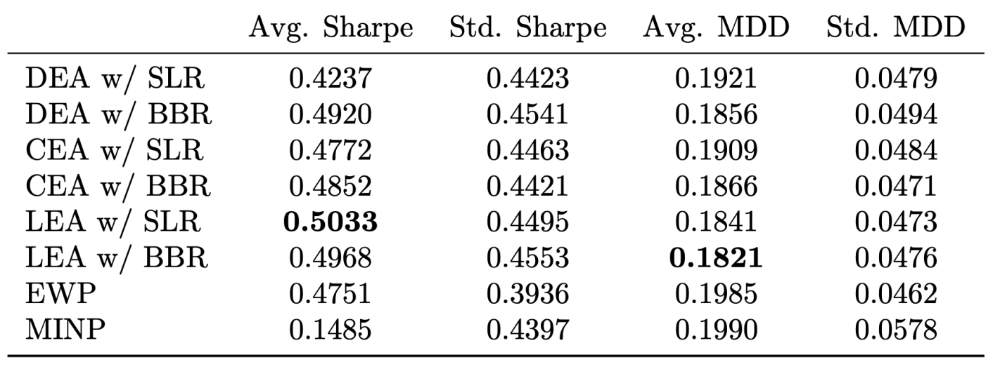 Avg. Sharpe Std. Sharpe Avg. MDD Std. MDD
DEA w/ SLR 0.4237 0.4423 0.1921 0.0479
DEA w/ BBR 0.4920 0.4541 0.1856 0.0494
CEA w/ SLR 0.4772 0.4463 0.1909 0.0484
CEA w/ BBR 0.4852 0.4421 0.1866 0.0471
LEA w/ SLR 0.5033 0.4495 0.1841 0.0473
LEA w/ BBR 0.4968 0.4553 0.1821 0.0476
EWP 0.4751 0.3936 0.1985 0.0462
MINP 0.1485 0.4397 0.1990 0.0578